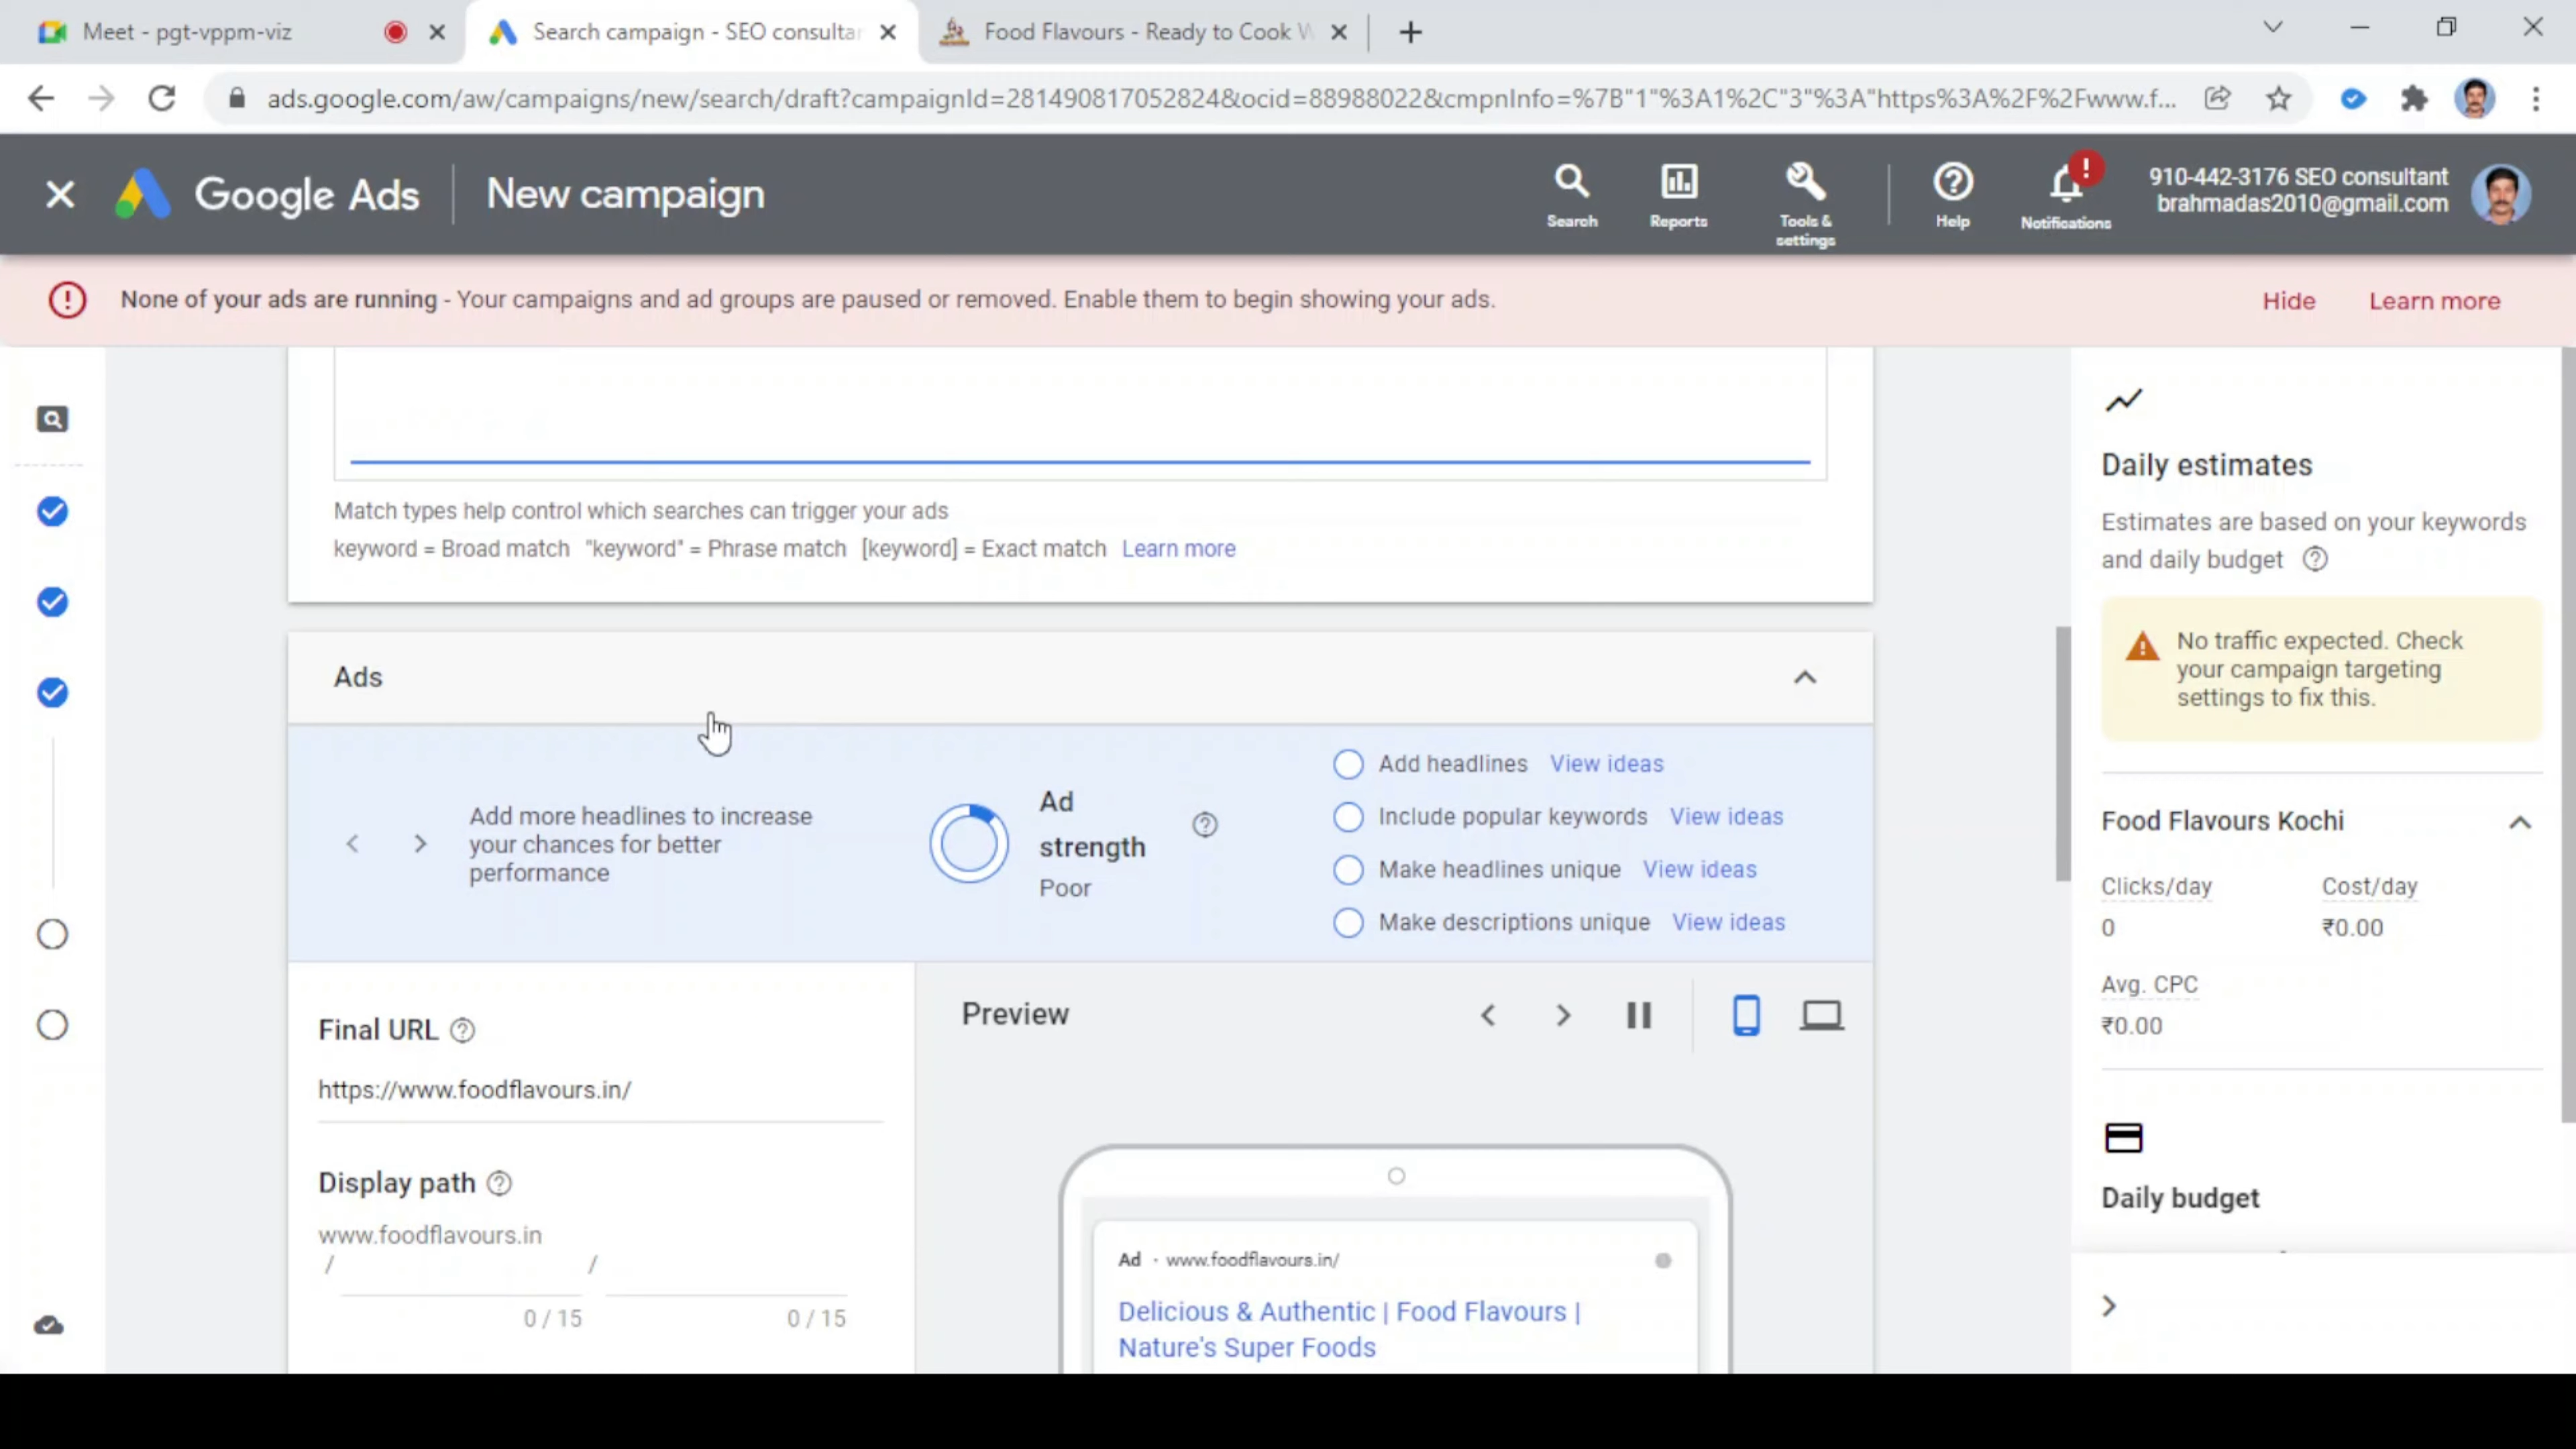 Meet - pgt-vppm-viz
Search campaign - SEO consultan
Food Flavours - Ready to Cook W
ads.google.com/aw/campaigns/new/search/draft?campaignId=281490817052824&ocid=88988022&cmpnInfo=%7B"1"%3A1%2C"3"%3A"https%3A%2F%2Fwww.f...
Google Ads
New campaign
Search
Reports
Tools &
settings
Help
Notifications
910-442-3176 SEO consultant
brahmadas2010@gmail.com
None of your ads are running - Your campaigns and ad groups are paused or removed. Enable them to begin showing your ads.
Hide
Learn more
Match types help control which searches can trigger your ads
keyword = Broad match "keyword" = Phrase match [keyword] = Exact match Learn more
Ads
Add more headlines to increase
your chances for better
performance
Ad
strength
Poor
Add headlines View ideas
Include popular keywords View ideas
Make headlines unique View ideas
Make descriptions unique View ideas
Final URL
https://www.foodflavours.in/
Display path
www.foodflavours.in
/ /
0 / 15 0 / 15
Preview
Ad · www.foodflavours.in/
Delicious & Authentic | Food Flavours |
Nature's Super Foods
Daily estimates
Estimates are based on your keywords
and daily budget
No traffic expected. Check
your campaign targeting
settings to fix this.
Food Flavours Kochi
Clicks/day Cost/day
0 ₹0.00
Avg. CPC
₹0.00
Daily budget